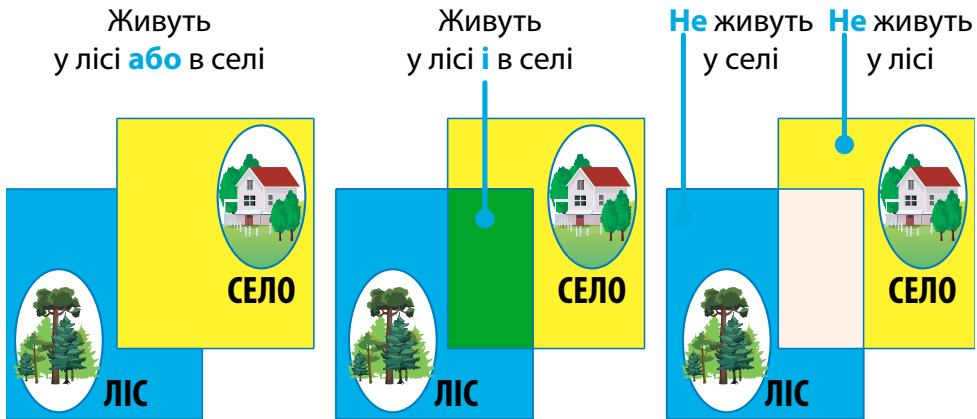 Живуть
у лісі або в селі
СЕЛО
ЛІС
Живуть
у лісі і в селі
СЕЛО
ЛІС
Не живуть
у селі
Не живуть
у лісі
СЕЛО
ЛІС